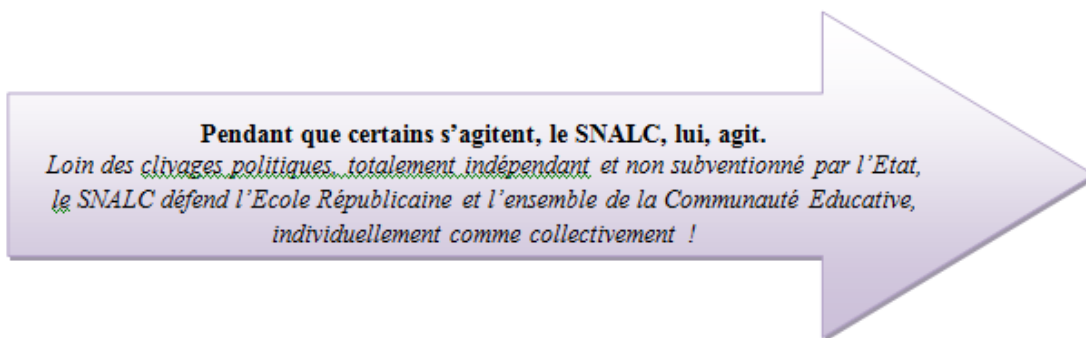 Pendant que certains s’agitent, le SNALC, lui, agit.
Loin des clivages politiques, totalement indépendant et non subventionné par l’Etat,
le SNALC défend l’Ecole Républicaine et l’ensemble de la Communauté Educative,
individuellement comme collectivement !